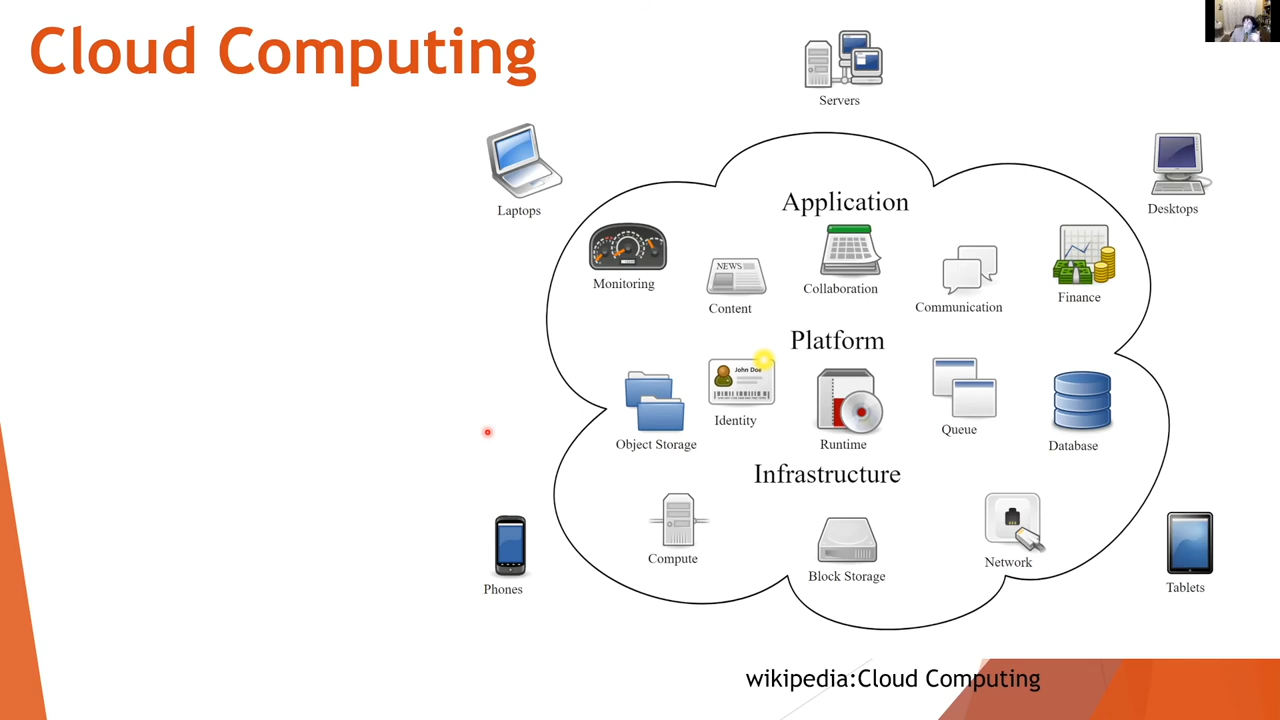 Cloud Computing
Servers
Laptops
Desktops
Application
Monitoring
NEWS
Content
Collaboration
Communication
Finance
Platform
Object Storage
John Doe
Identity
Runtime
Queue
Database
Infrastructure
Compute
Block Storage
Network
Phones
Tablets
wikipedia:Cloud Computing